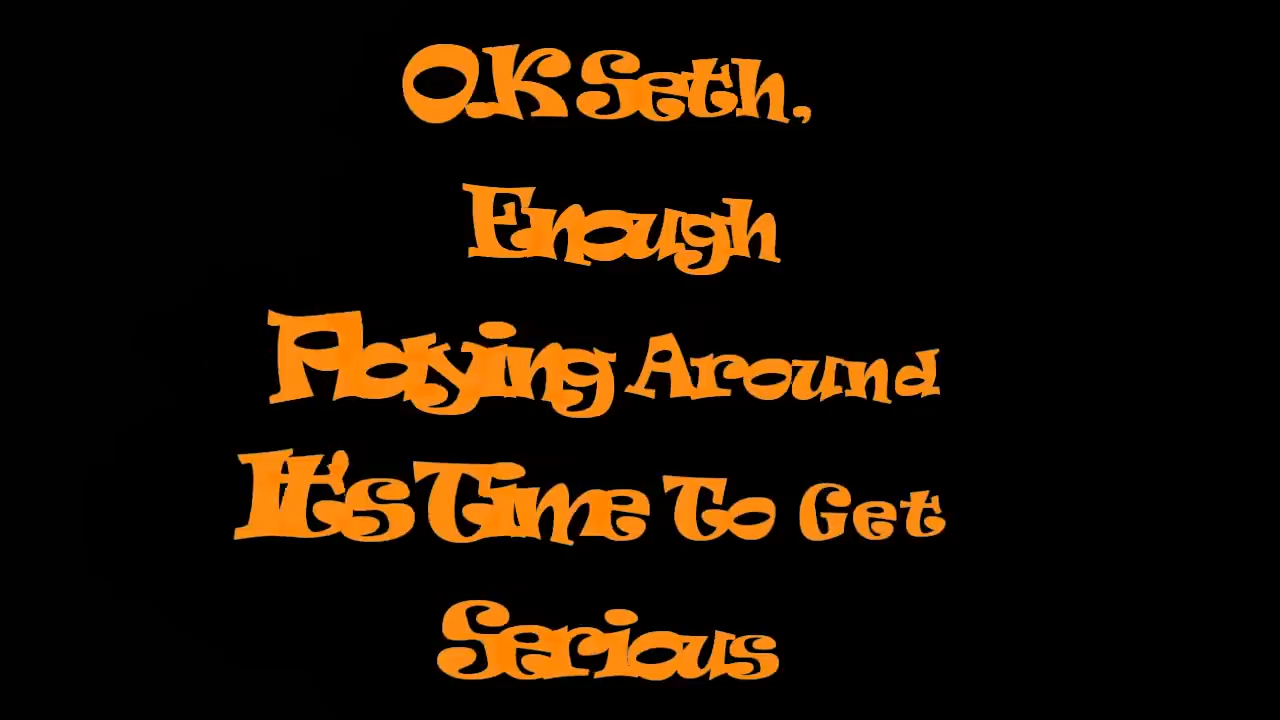 O.K Seth,
Enough
Playing Around
It's Time To Get
Serious